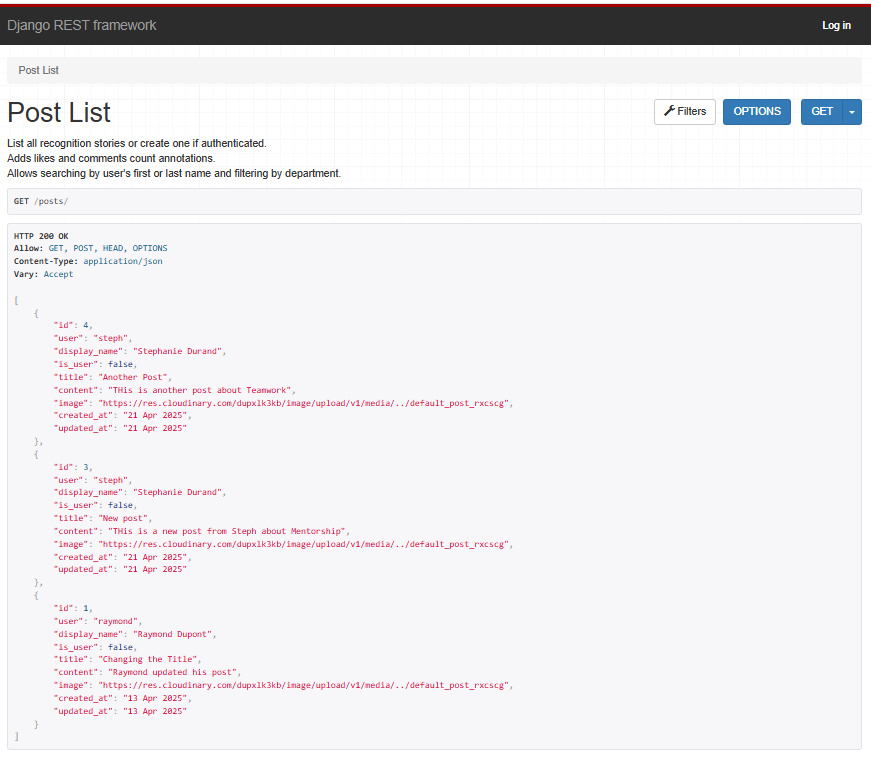 Django REST framework
Log in
Post List
Post List
Filters
OPTIONS
GET
List all recognition stories or create one if authenticated.
Adds likes and comments count annotations.
Allows searching by user's first or last name and filtering by department.
GET /posts/
HTTP 200 OK
Allow: GET, POST, HEAD, OPTIONS
Content-Type: application/json
Vary: Accept
[
    {
        "id": 4,
        "user": "steph",
        "display_name": "Stephanie Durand",
        "is_user": false,
        "title": "Another Post",
        "content": "THis is another post about Teamwork",
        "image": "https://res.cloudinary.com/dupxlk3kb/image/upload/v1/media/../default_post_rxcscg",
        "created_at": "21 Apr 2025",
        "updated_at": "21 Apr 2025"
    },
    {
        "id": 3,
        "user": "steph",
        "display_name": "Stephanie Durand",
        "is_user": false,
        "title": "New post",
        "content": "THis is a new post from Steph about Mentorship",
        "image": "https://res.cloudinary.com/dupxlk3kb/image/upload/v1/media/../default_post_rxcscg",
        "created_at": "21 Apr 2025",
        "updated_at": "21 Apr 2025"
    },
    {
        "id": 1,
        "user": "raymond",
        "display_name": "Raymond Dupont",
        "is_user": false,
        "title": "Changing the Title",
        "content": "Raymond updated his post",
        "image": "https://res.cloudinary.com/dupxlk3kb/image/upload/v1/media/../default_post_rxcscg",
        "created_at": "13 Apr 2025",
        "updated_at": "13 Apr 2025"
    }
]